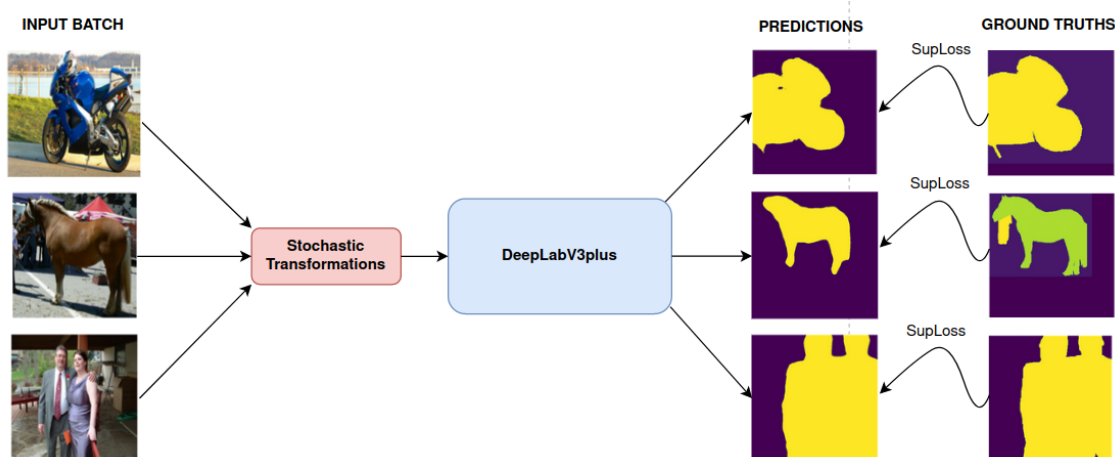 INPUT BATCH
PREDICTIONS
GROUND TRUTHS
SupLoss
Stochastic
Transformations
DeepLabV3plus
SupLoss
SupLoss